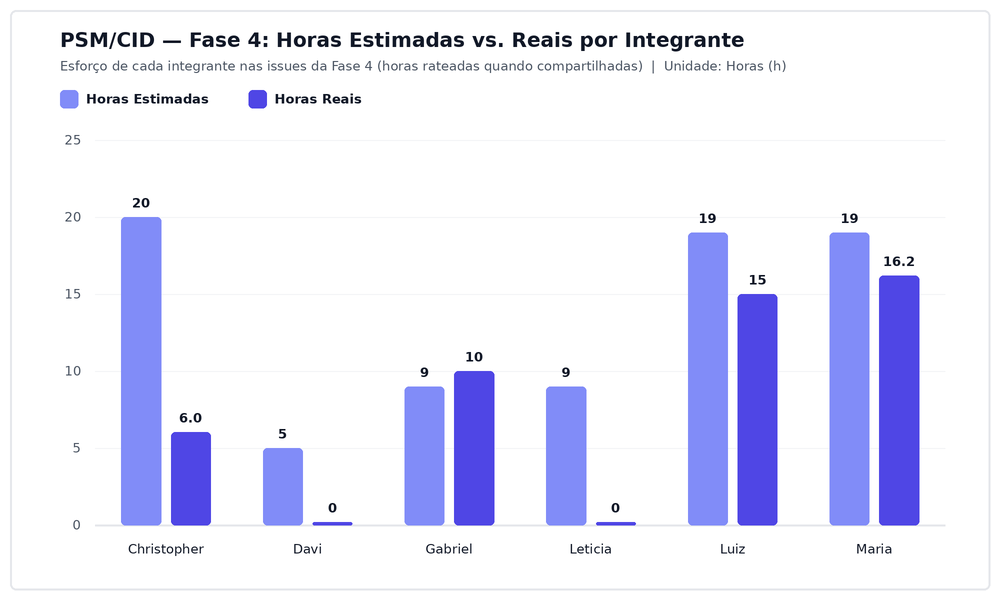 PSM/CID — Fase 4: Horas Estimadas vs. Reais por Integrante
Esforço de cada integrante nas issues da Fase 4 (horas rateadas quando compartilhadas) | Unidade: Horas (h)
Horas Estimadas Horas Reais
25
20
15
10
5
0
20 6.0 5 0 9 10 9 0 19 15 19 16.2
Christopher Davi Gabriel Leticia Luiz Maria